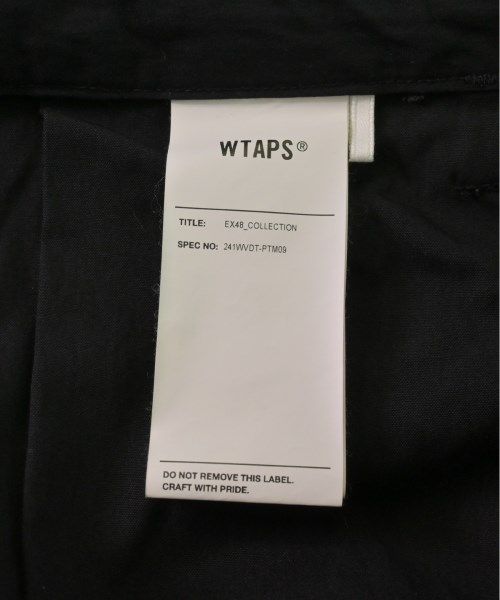 WTAPS®
TITLE: EX48_COLLECTION
SPEC NO: 241WVDT-PTM09
DO NOT REMOVE THIS LABEL.
CRAFT WITH PRIDE.